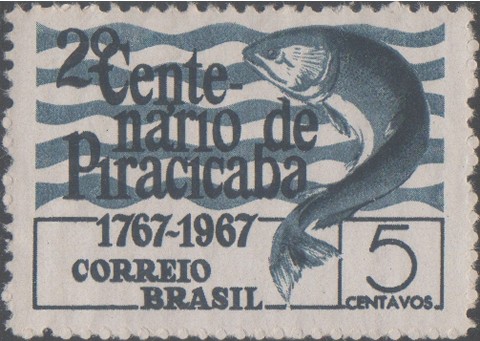 2º Cente-
nário de
Piracicaba
1767-1967
CORREIO
BRASIL
5
CENTAVOS